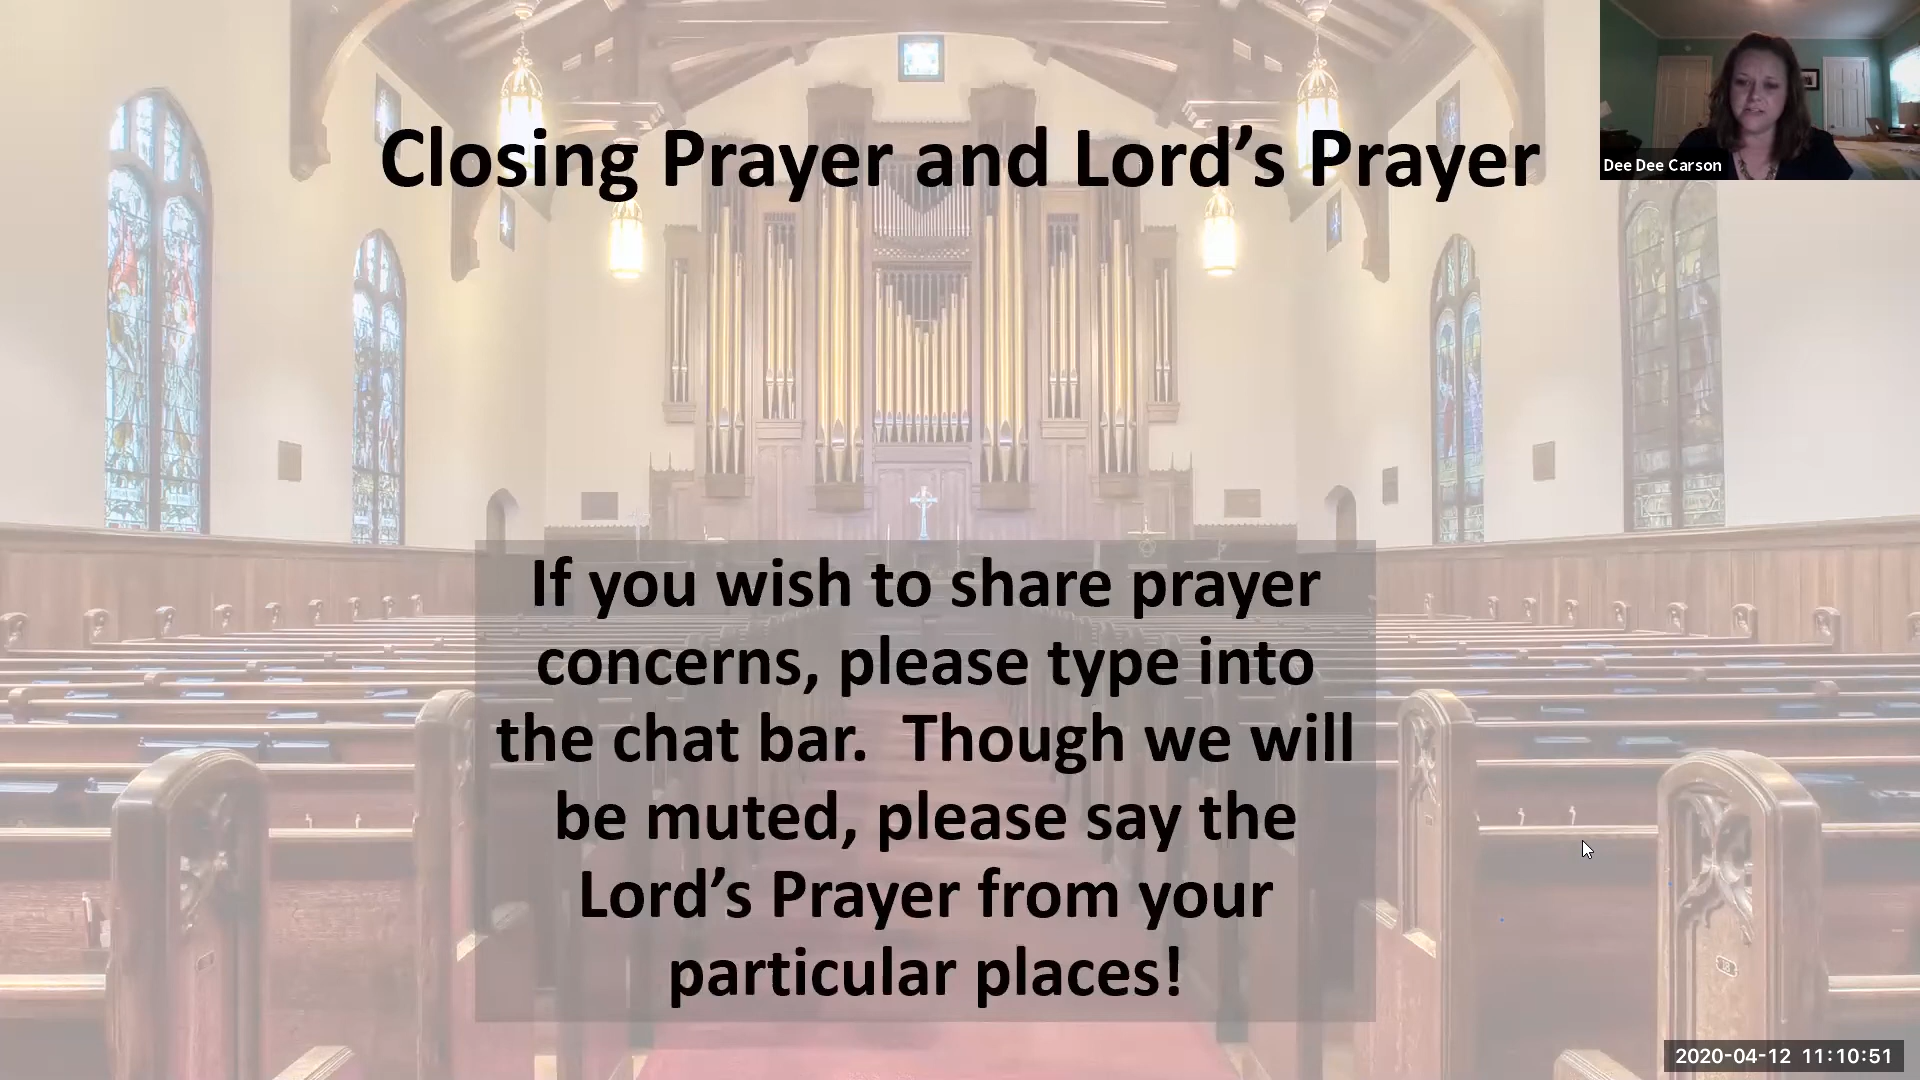 Closing Prayer and Lord’s Prayer
Dee Dee Carson
If you wish to share prayer
concerns, please type into
the chat bar.  Though we will
be muted, please say the
Lord’s Prayer from your
particular places!
2020-04-12 11:10:51